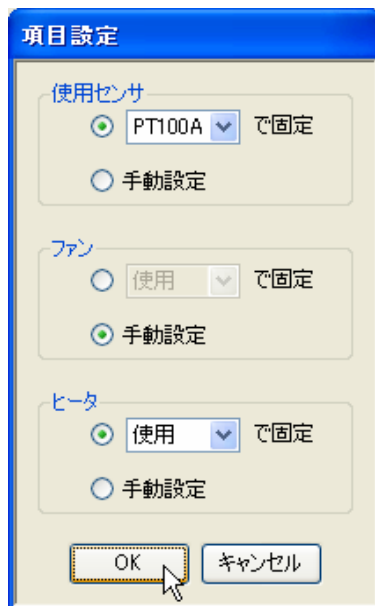 項目設定
使用センサ
PT100A で固定
手動設定
ファン
使用 で固定
手動設定
ヒータ
使用 で固定
手動設定
OK キャンセル